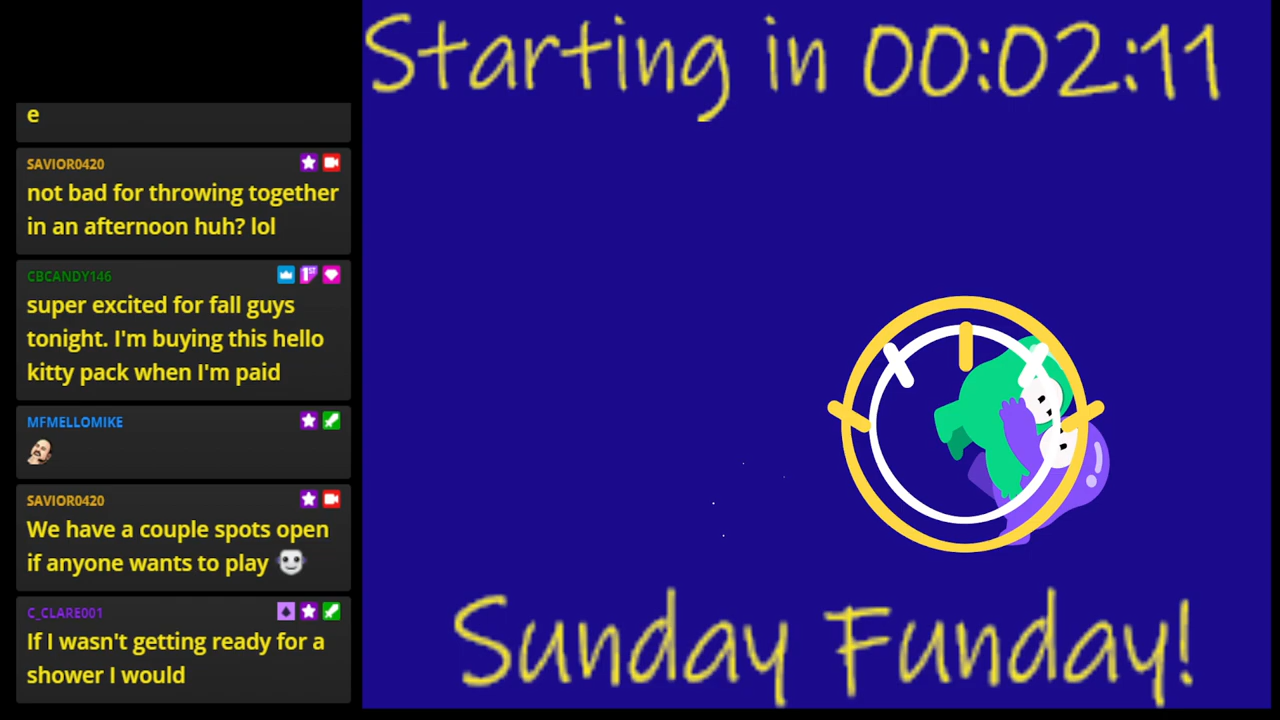 Starting in 00:02:11
e
SAVIOR0420
not bad for throwing together
in an afternoon huh? lol
CBCANDY146
1ST
super excited for fall guys
tonight. I'm buying this hello
kitty pack when I'm paid
MFMELLOMIKE
SAVIOR0420
We have a couple spots open
if anyone wants to play
C_CLARE001
If I wasn't getting ready for a
shower I would
Sunday Funday!